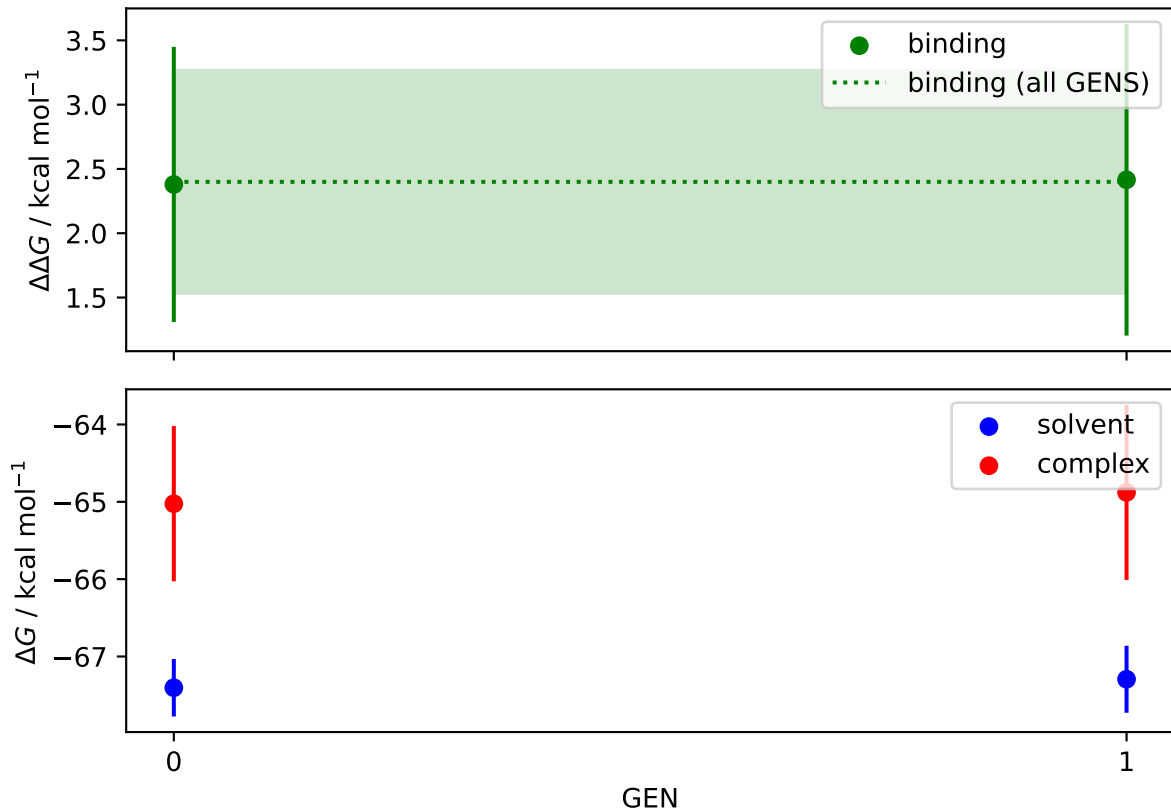 3.5
3.0
2.5
2.0
1.5
ΔΔG / kcal mol⁻¹
binding
binding (all GENS)
−64
−65
−66
−67
ΔG / kcal mol⁻¹
solvent
complex
0
1
GEN